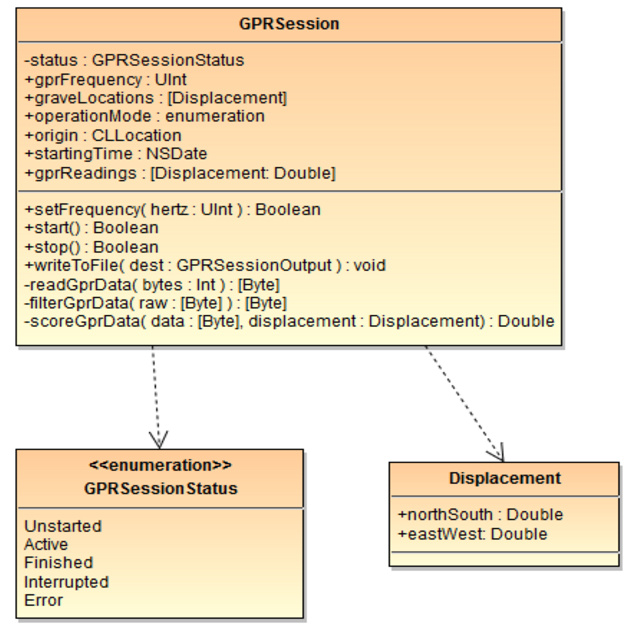 GPRSession
-status : GPRSessionStatus
+gprFrequency : UInt
+graveLocations : [Displacement]
+operationMode : enumeration
+origin : CLLocation
+startingTime : NSDate
+gprReadings : [Displacement: Double]
+setFrequency( hertz : UInt ) : Boolean
+start() : Boolean
+stop() : Boolean
+writeToFile( dest : GPRSessionOutput ) : void
-readGprData( bytes : Int ) : [Byte]
-filterGprData( raw : [Byte] ) : [Byte]
-scoreGprData( data : [Byte], displacement : Displacement) : Double
<<enumeration>>
GPRSessionStatus
Unstarted
Active
Finished
Interrupted
Error
Displacement
+northSouth : Double
+eastWest: Double